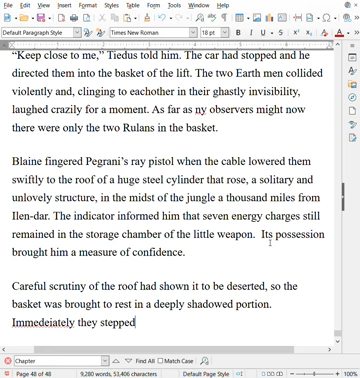 File Edit View Insert Format Styles Table Form Tools Window Help
Default Paragraph Style Times New Roman 18 pt
“Keep close to me,” Tiedus told him. The car had stopped and he
directed them into the basket of the lift. The two Earth men collided
violently and, clinging to eachother in their ghastly invisibility,
laughed crazily for a moment. As far as ny observers might now
there were only the two Rulans in the basket.
Blaine fingered Pegrani’s ray pistol when the cable lowered them
swiftly to the roof of a huge steel cylinder that rose, a solitary and
unlovely structure, in the midst of the jungle a thousand miles from
Ilen-dar. The indicator informed him that seven energy charges still
remained in the storage chamber of the little weapon. Its possession
brought him a measure of confidence.
Careful scrutiny of the roof had shown it to be deserted, so the
basket was brought to rest in a deeply shadowed portion.
Immedeiately they stepped
Chapter Find All Match Case
Page 48 of 48 9,280 words, 53,406 characters Default Page Style 100%